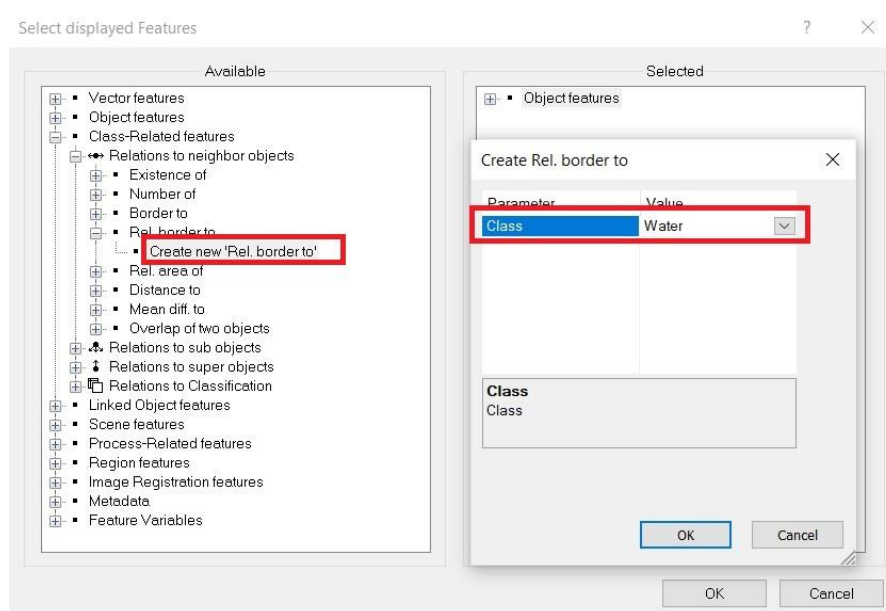 Select displayed Features
?
Available
Vector features
Object features
Class-Related features
Relations to neighbor objects
Existence of
Number of
Border to
Rel. border to
Create new 'Rel. border to'
Rel. area of
Distance to
Mean diff. to
Overlap of two objects
Relations to sub objects
Relations to super objects
Relations to Classification
Linked Object features
Scene features
Process-Related features
Region features
Image Registration features
Metadata
Feature Variables
Selected
Object features
Create Rel. border to
Parameter Value
Class Water
Class
Class
OK Cancel
OK Cancel